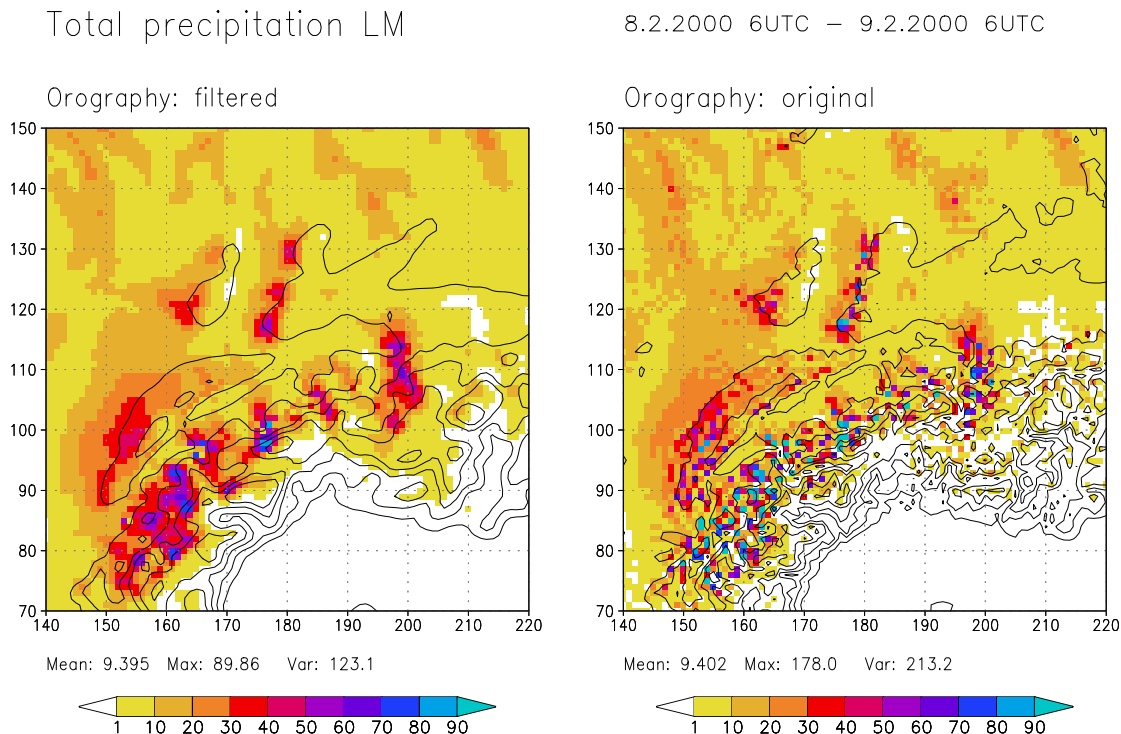 Total precipitation LM
8.2.2000 6UTC − 9.2.2000 6UTC
Orography: filtered
Orography: original
150
140
130
120
110
100
90
80
70
140 150 160 170 180 190 200 210 220
150
140
130
120
110
100
90
80
70
140 150 160 170 180 190 200 210 220
Mean: 9.395 Max: 89.86 Var: 123.1
Mean: 9.402 Max: 178.0 Var: 213.2
1 10 20 30 40 50 60 70 80 90
1 10 20 30 40 50 60 70 80 90